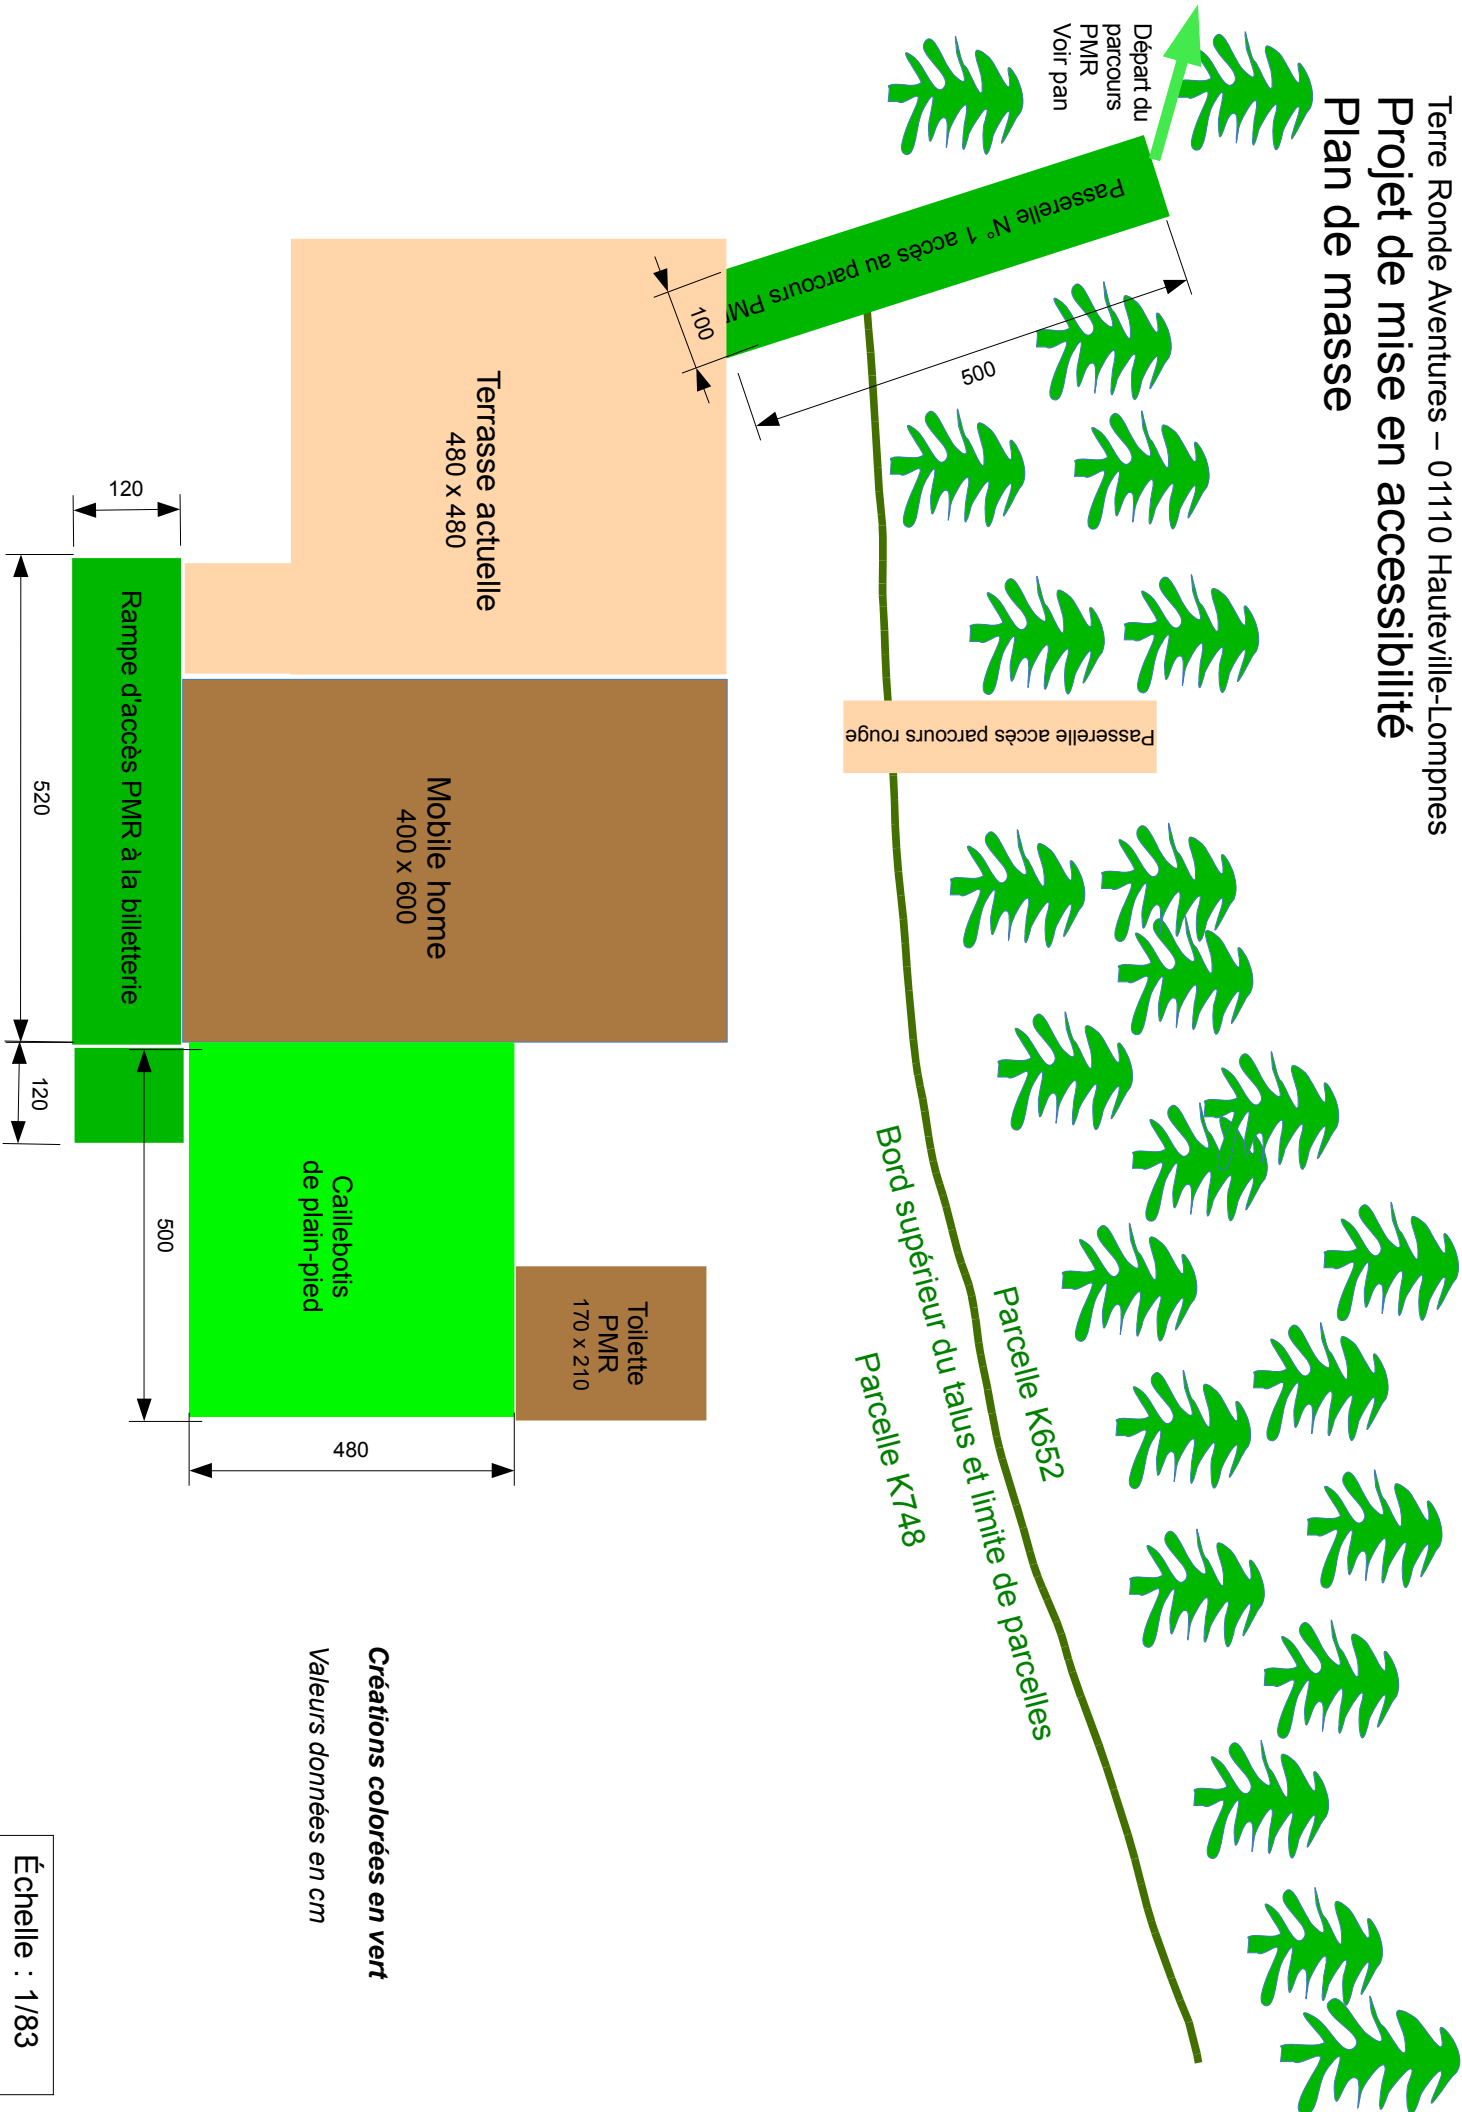 Terre Ronde Aventures – 01110 Hauteville-Lompnes
Projet de mise en accessibilité
Plan de masse
Départ du
parcours
PMR
Voir pan
Passerelle N° 1 accès au parcours PM
100
500
Passerelle accès parcours rouge
Parcelle K652
Bord supérieur du talus et limite de parcelles
Parcelle K748
Terrasse actuelle
480 x 480
Mobile home
400 x 600
Toilette
PMR
170 x 210
Caillebotis
de plain-pied
480
500
120
Rampe d'accès PMR à la billetterie
520
120
Créations colorées en vert
Valeurs données en cm
Échelle : 1/83